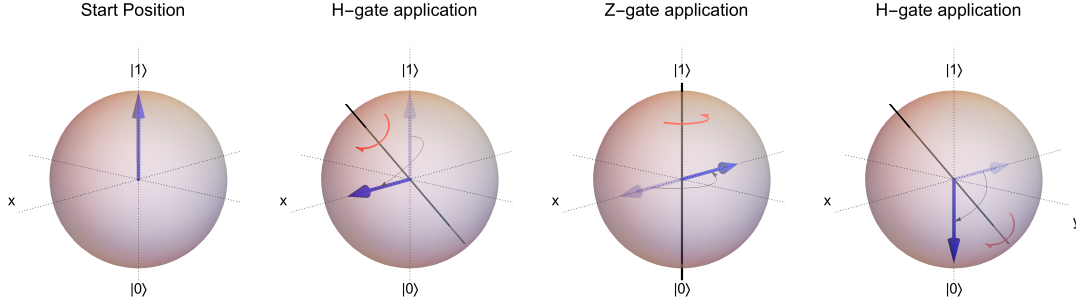 Start Position
H−gate application
Z−gate application
H−gate application
|1⟩
|1⟩
|1⟩
|1⟩
x
x
x
x
y
|0⟩
|0⟩
|0⟩
|0⟩